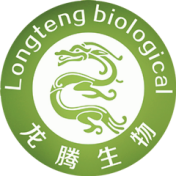 Longteng biological
龙腾生物